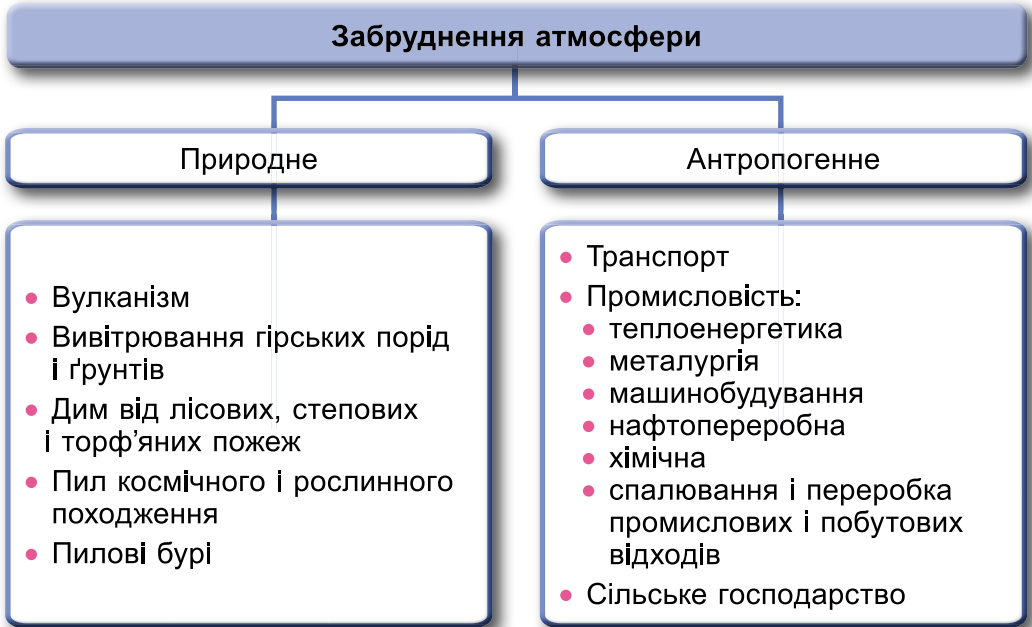 Забруднення атмосфери
Природне
Вулканізм
Вивітрювання гірських порід
і ґрунтів
Дим від лісових, степових
і торф’яних пожеж
Пил космічного і рослинного
походження
Пилові бурі
Антропогенне
Транспорт
Промисловість:
теплоенергетика
металургія
машинобудування
нафтопереробна
хімічна
спалювання і переробка
промислових і побутових
відходів
Сільське господарство